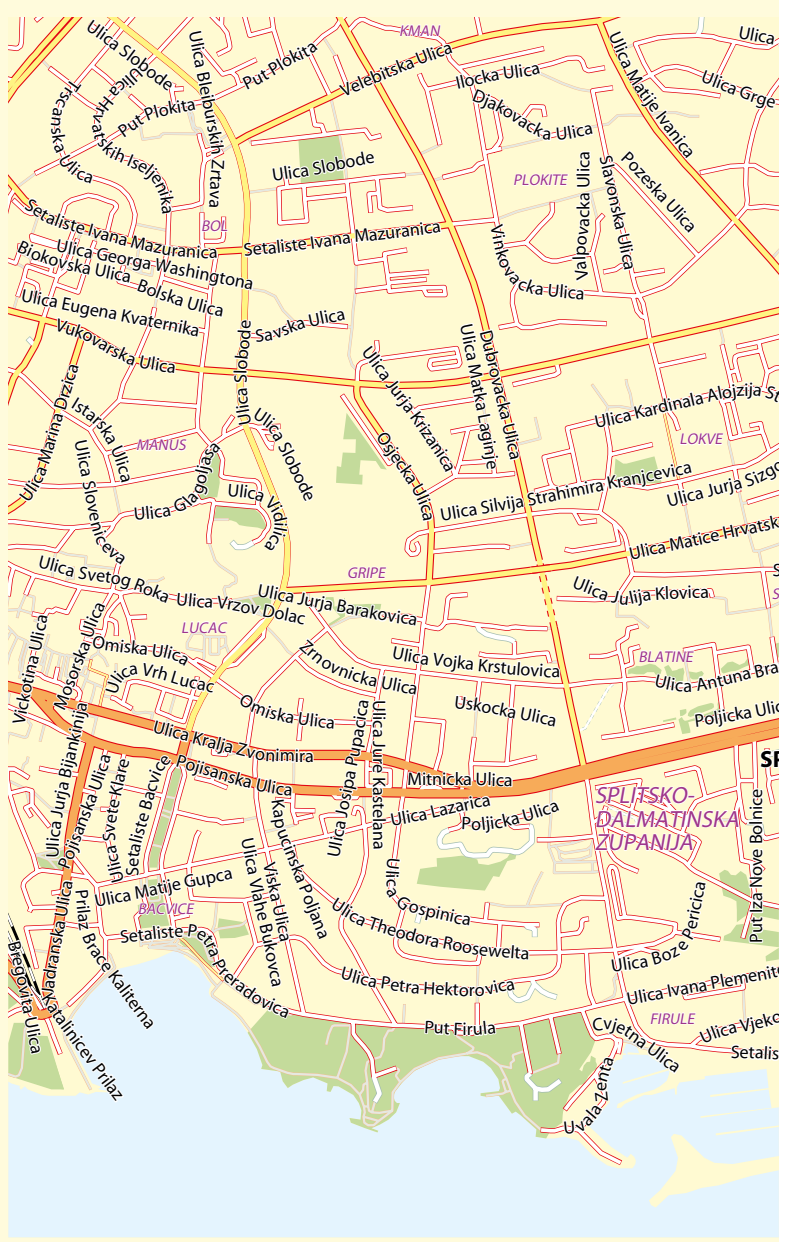 KMAN
Ulica Slobode
Ulica Bleiburskih Zrtava
Put Plokita
Velebitska Ulica
Ulica Matije Ivanica
Ulica
Ilocka Ulica
Ulica Grge
Trscanska Ulica
Ulica Hrvatskih Iseljenika
Put Plokita
Djakovacka Ulica
Ulica Slobode
PLOKITE
Valpovacka Ulica
Slavonska Ulica
Pozeska Ulica
Setaliste Ivana Mazuranica
BOL
Setaliste Ivana Mazuranica
Vinkovacka Ulica
Ulica Georga Washingtona
Biokovska Ulica
Bolska Ulica
Ulica Eugena Kvaternika
Savska Ulica
Vukovarska Ulica
Ulica Slobode
Ulica Jurja Krizanica
Ulica Matka Laginje
Dubrovacka Ulica
Ulica Marina Drzica
Istarska Ulica
Ulica Kardinala Alojzija St
MANUS
Ulica Slobode
Osjecka Ulica
LOKVE
Ulica Sloveniceva
Ulica Glagoljasa
Ulica Vidilica
Ulica Silvija Strahimira Kranjcevica
Ulica Jurja Sizgo
Ulica Matice Hrvatsk
Ulica Svetog Roka
GRIPE
Ulica Vrzov Dolac
Ulica Jurja Barakovica
Ulica Julija Klovica
S
S
LUCAC
Vickotina Ulica
Mosorska Ulica
Omiska Ulica
Ulica Vrh Lucac
Zrnovnicka Ulica
Ulica Vojka Krstulovica
BLATINE
Ulica Antuna Bra
Omiska Ulica
Uskocka Ulica
Poljicka Ulic
Ulica Kralja Zvonimira
Ulica Josipa Pupacica
Ulica Jure Kastelana
Pojisanska Ulica
Mitnicka Ulica
SP
Ulica Jurja Bijankinija
Pojisanska Ulica
Ulica Svete Klare
Setaliste Bacvice
Ulica Lazarica
Poljicka Ulica
SPLITSKO-
DALMATINSKA
ZUPANIJA
Kapucinska Poljana
Viska Ulica
Ulica Vlahe Bukovca
Ulica Gospinica
Put Iza Nove Bolnice
Ulica Matije Gupca
BACVICE
Ulica Theodora Roosewelta
Ulica Boze Pericica
Jadranska Ulica
Prilaz Brace Kaliterna
Setaliste Petra Preradovica
Bregovita Ulica
Ulica Petra Hektorovica
Ulica Ivana Plemenit
Katalinicev Prilaz
Put Firula
FIRULE
Cvjetna Ulica
Ulica Vjeko
Setalis
Uvala Zenta